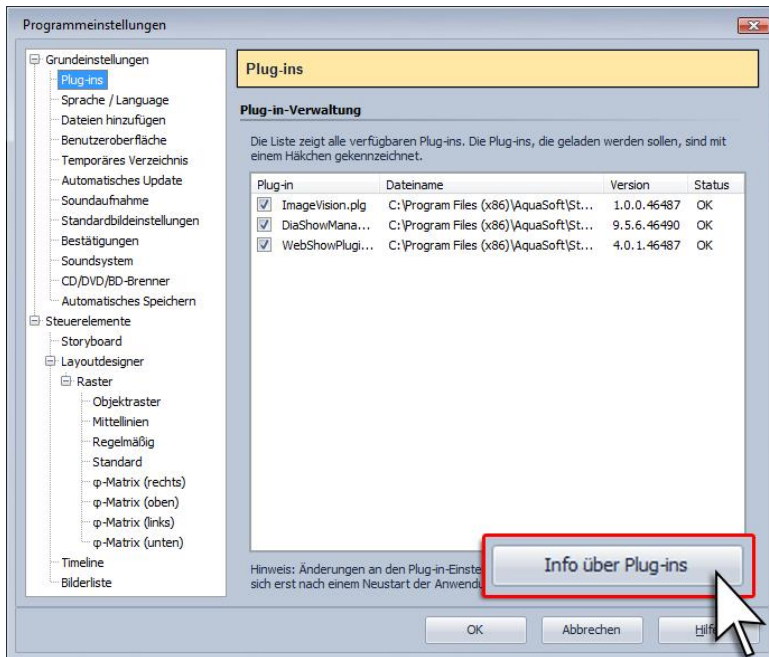 Programmeinstellungen
Grundeinstellungen
Plug-ins
Sprache / Language
Dateien hinzufügen
Benutzeroberfläche
Temporäres Verzeichnis
Automatisches Update
Soundaufnahme
Standardbildeinstellungen
Bestätigungen
Soundsystem
CD/DVD/BD-Brenner
Automatisches Speichern
Steuerelemente
Storyboard
Layoutdesigner
Raster
Objektraster
Mittellinien
Regelmäßig
Standard
φ-Matrix (rechts)
φ-Matrix (oben)
φ-Matrix (links)
φ-Matrix (unten)
Timeline
Bilderliste
Plug-ins
Plug-in-Verwaltung
Die Liste zeigt alle verfügbaren Plug-ins. Die Plug-ins, die geladen werden sollen, sind mit
einem Häkchen gekennzeichnet.
Plug-in Dateiname Version Status
ImageVision.plg C:\Program Files (x86)\AquaSoft\St... 1.0.0.46487 OK
DiaShowMana... C:\Program Files (x86)\AquaSoft\St... 9.5.6.46490 OK
WebShowPlugi... C:\Program Files (x86)\AquaSoft\St... 4.0.1.46487 OK
Hinweis: Änderungen an den Plug-in-Einste
sich erst nach einem Neustart der Anwendu
Info über Plug-ins
OK Abbrechen Hilfe